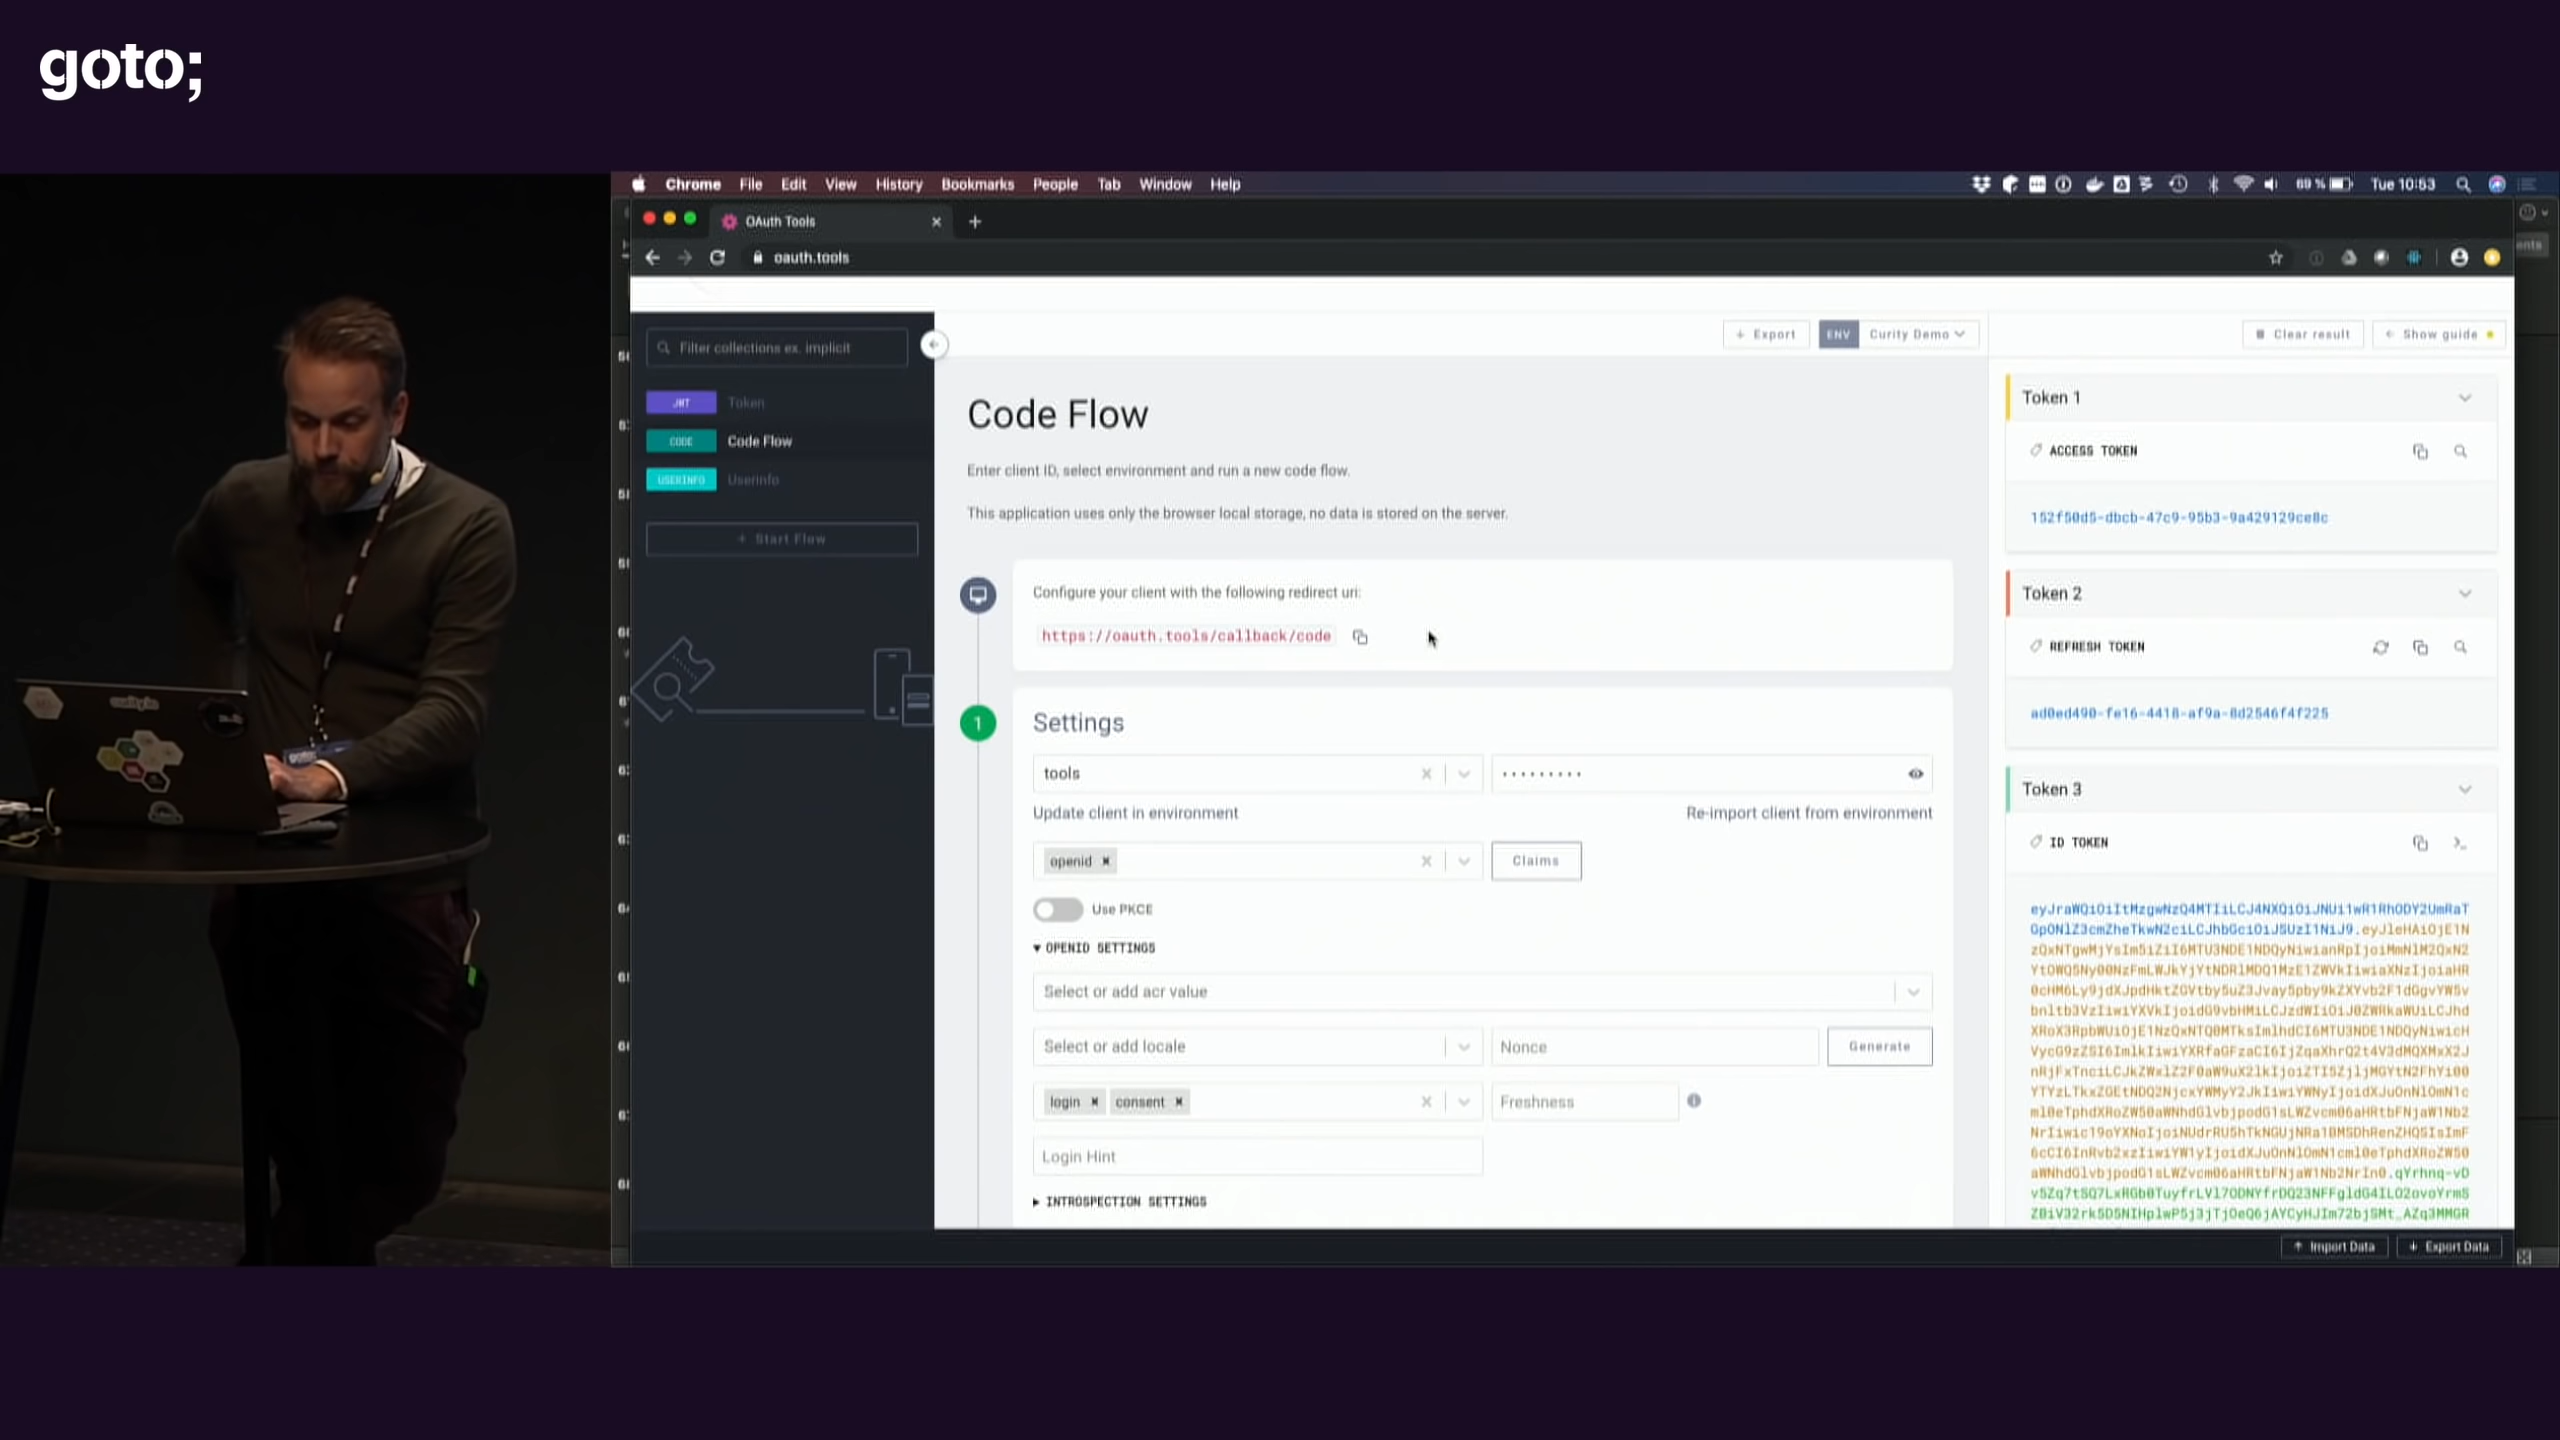 goto;
Chrome File Edit View History Bookmarks People Tab Window Help
69 % Tue 10:53
OAuth Tools
oauth.tools
Filter collections ex. implicit
JWT Token
CODE Code Flow
USERINFO Userinfo
+ Start Flow
Export ENV Curity Demo
Clear result Show guide
Code Flow
Enter client ID, select environment and run a new code flow.
This application uses only the browser local storage, no data is stored on the server.
Configure your client with the following redirect uri:
https://oauth.tools/callback/code
1 Settings
tools
Update client in environment Re-import client from environment
openid Claims
Use PKCE
OPENID SETTINGS
Select or add acr value
Select or add locale Nonce Generate
login consent Freshness
Login Hint
INTROSPECTION SETTINGS
Token 1
ACCESS TOKEN
152f50d5-dbcb-47c9-95b3-9a429129ce8c
Token 2
REFRESH TOKEN
ad0ed490-fe16-4418-af9a-8d2546f4f225
Token 3
ID TOKEN
Import Data Export Data
goto;